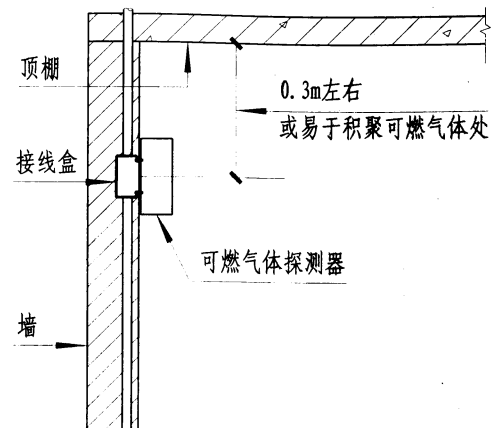 顶棚
0.3m左右
或易于积聚可燃气体处
接线盒
可燃气体探测器
墙